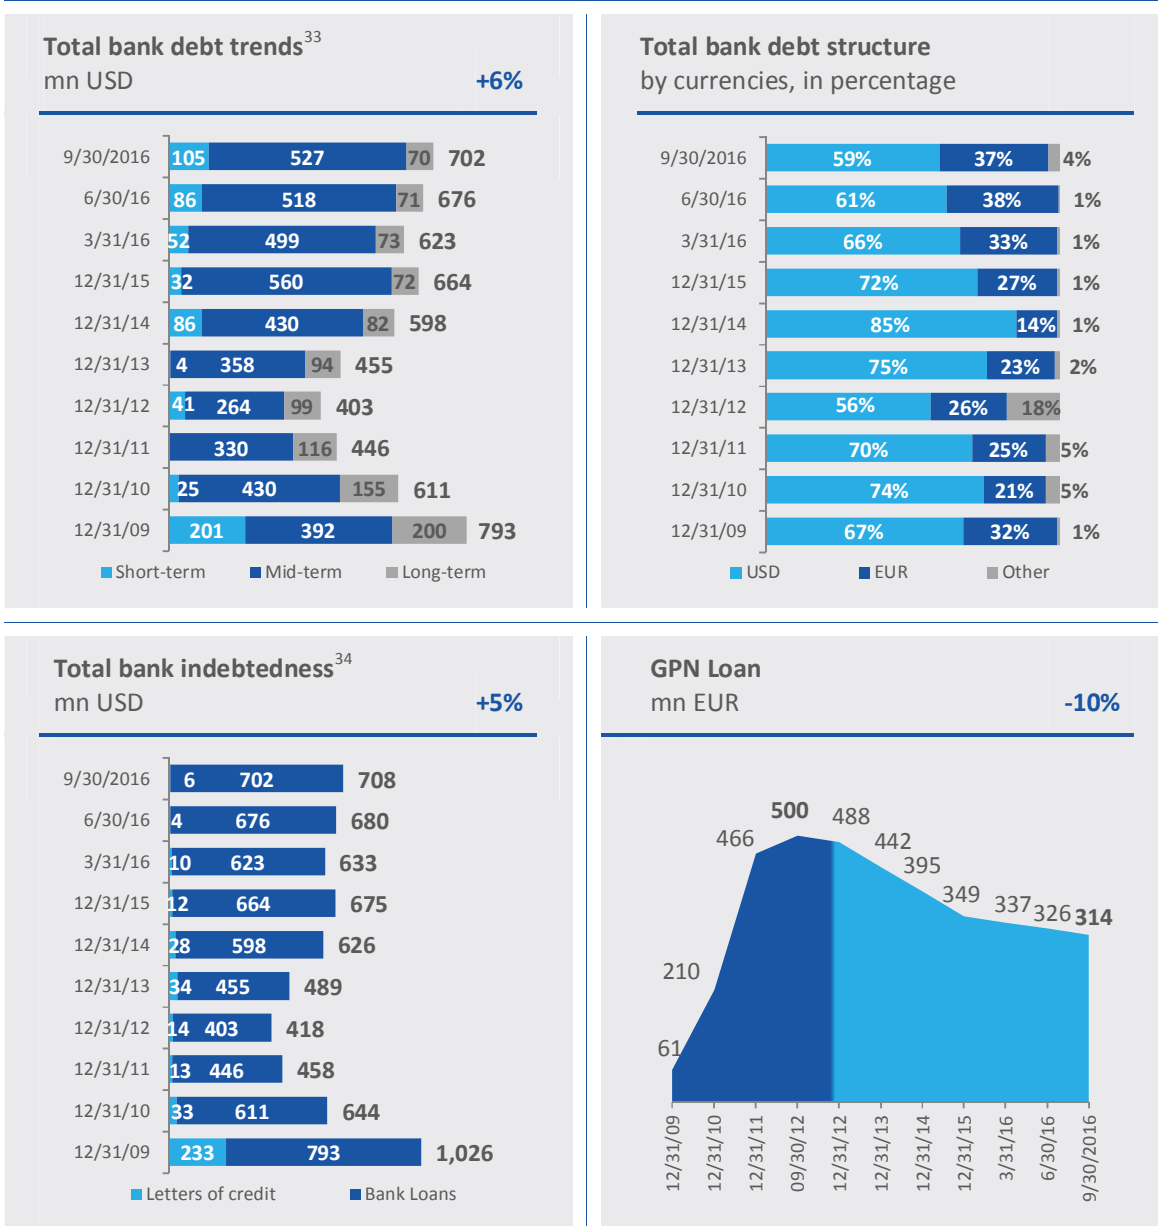 Total bank debt trends33
mn USD +6%
9/30/2016 105 527 70 702
6/30/16 86 518 71 676
3/31/16 52 499 73 623
12/31/15 32 560 72 664
12/31/14 86 430 82 598
12/31/13 4 358 94 455
12/31/12 41 264 99 403
12/31/11 330 116 446
12/31/10 25 430 155 611
12/31/09 201 392 200 793
Short-term Mid-term Long-term
Total bank debt structure
by currencies, in percentage
9/30/2016 59% 37% 4%
6/30/16 61% 38% 1%
3/31/16 66% 33% 1%
12/31/15 72% 27% 1%
12/31/14 85% 14% 1%
12/31/13 75% 23% 2%
12/31/12 56% 26% 18%
12/31/11 70% 25% 5%
12/31/10 74% 21% 5%
12/31/09 67% 32% 1%
USD EUR Other
Total bank indebtedness34
mn USD +5%
9/30/2016 6 702 708
6/30/16 4 676 680
3/31/16 10 623 633
12/31/15 12 664 675
12/31/14 28 598 626
12/31/13 34 455 489
12/31/12 14 403 418
12/31/11 13 446 458
12/31/10 33 611 644
12/31/09 233 793 1,026
Letters of credit Bank Loans
GPN Loan
mn EUR -10%
61 210 466 500 488 442 395 349 337 326 314
12/31/09 12/31/10 12/31/11 09/30/12 12/31/12 12/31/13 12/31/14 12/31/15 3/31/16 6/30/16 9/30/2016